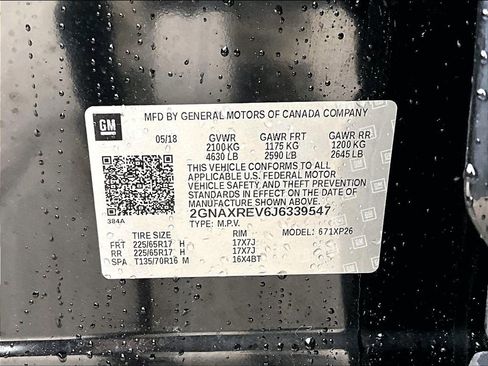 MFD BY GENERAL MOTORS OF CANADA COMPANY
GM
05/18 GVWR GAWR FRT GAWR RR
2100 KG 1175 KG 1200 KG
4630 LB 2590 LB 2645 LB
THIS VEHICLE CONFORMS TO ALL
APPLICABLE U.S. FEDERAL MOTOR
VEHICLE SAFETY, AND THEFT PREVENTION
STANDARDS IN EFFECT ON THE DATE OF
MANUFACTURE SHOWN ABOVE.
384A
2GNAXREV6J6339547
TYPE: M.P.V. MODEL: 671XP26
TIRE SIZE RIM
FRT 225/65R17 H 17X7J
RR 225/65R17 H 17X7J
SPA T135/70R16 M 16X4BT